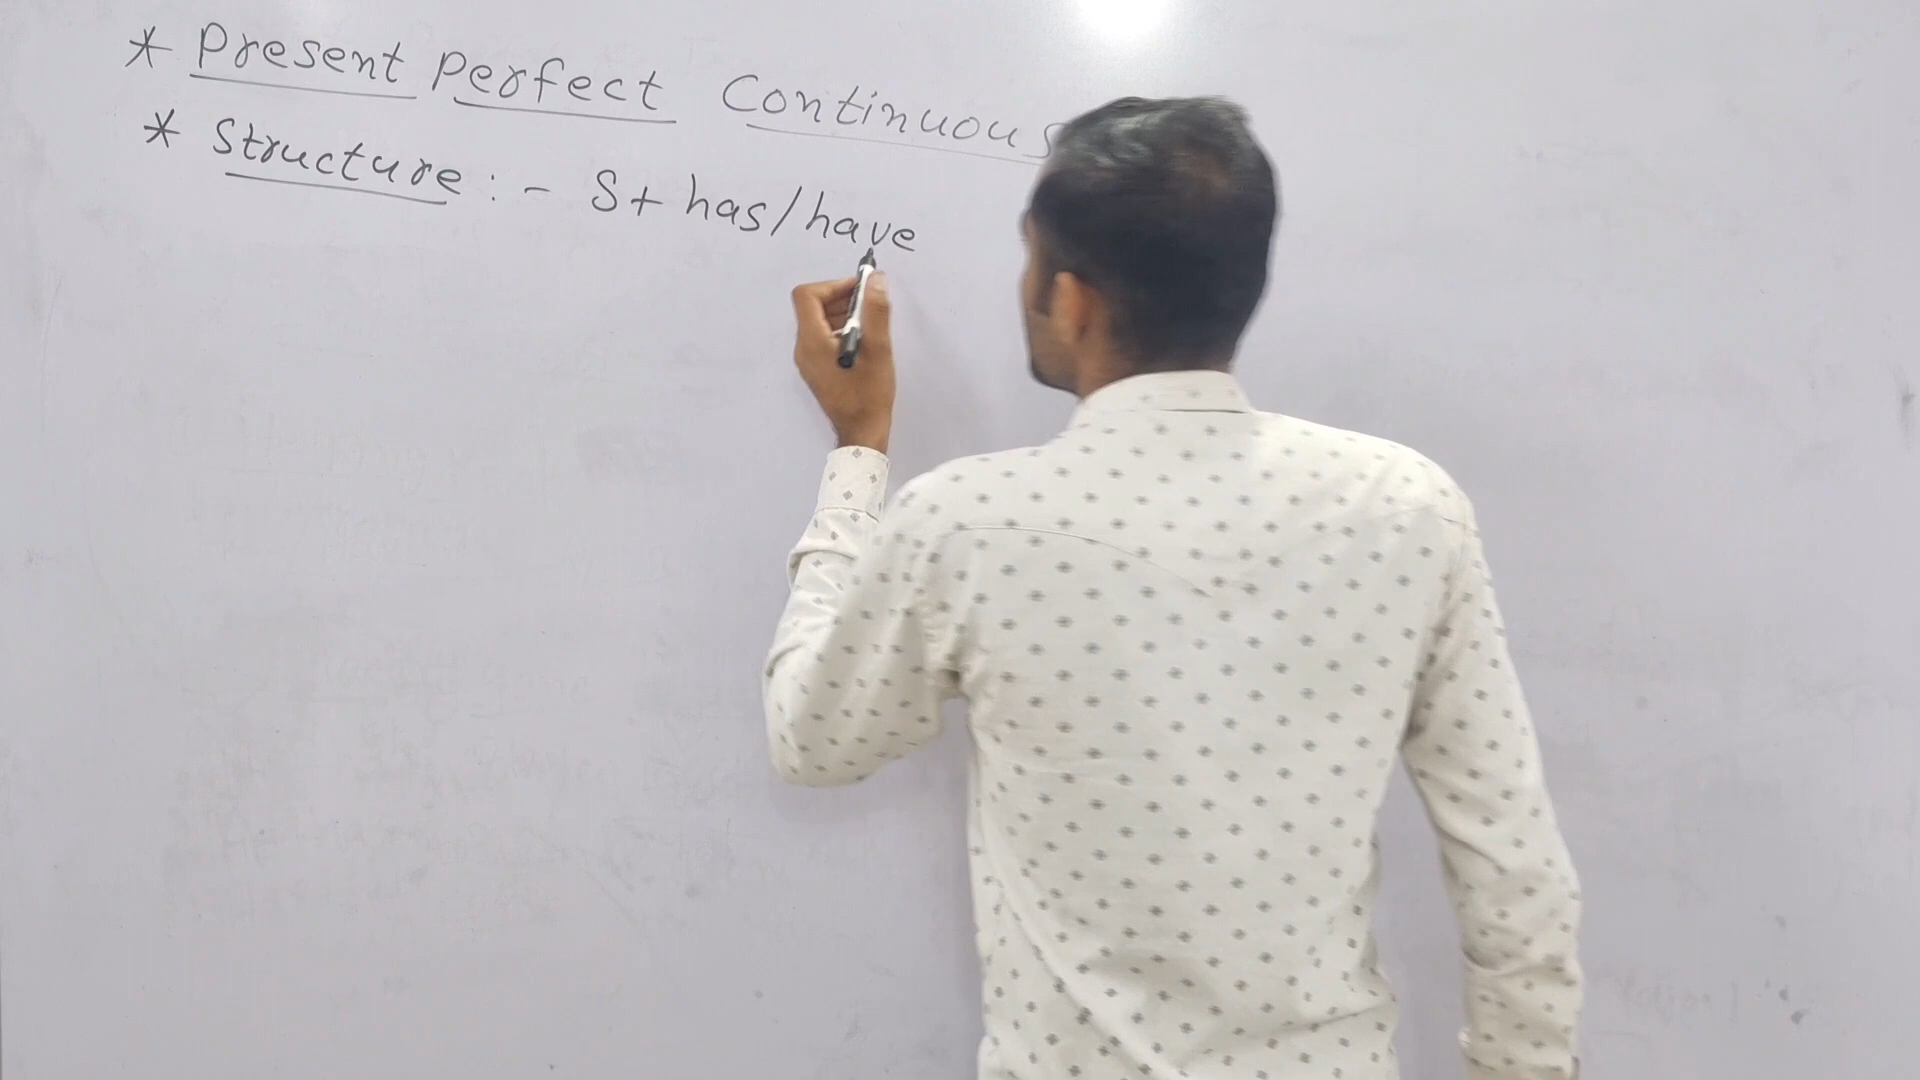 * Present Perfect Continuous
* Structure :- S+ has/have